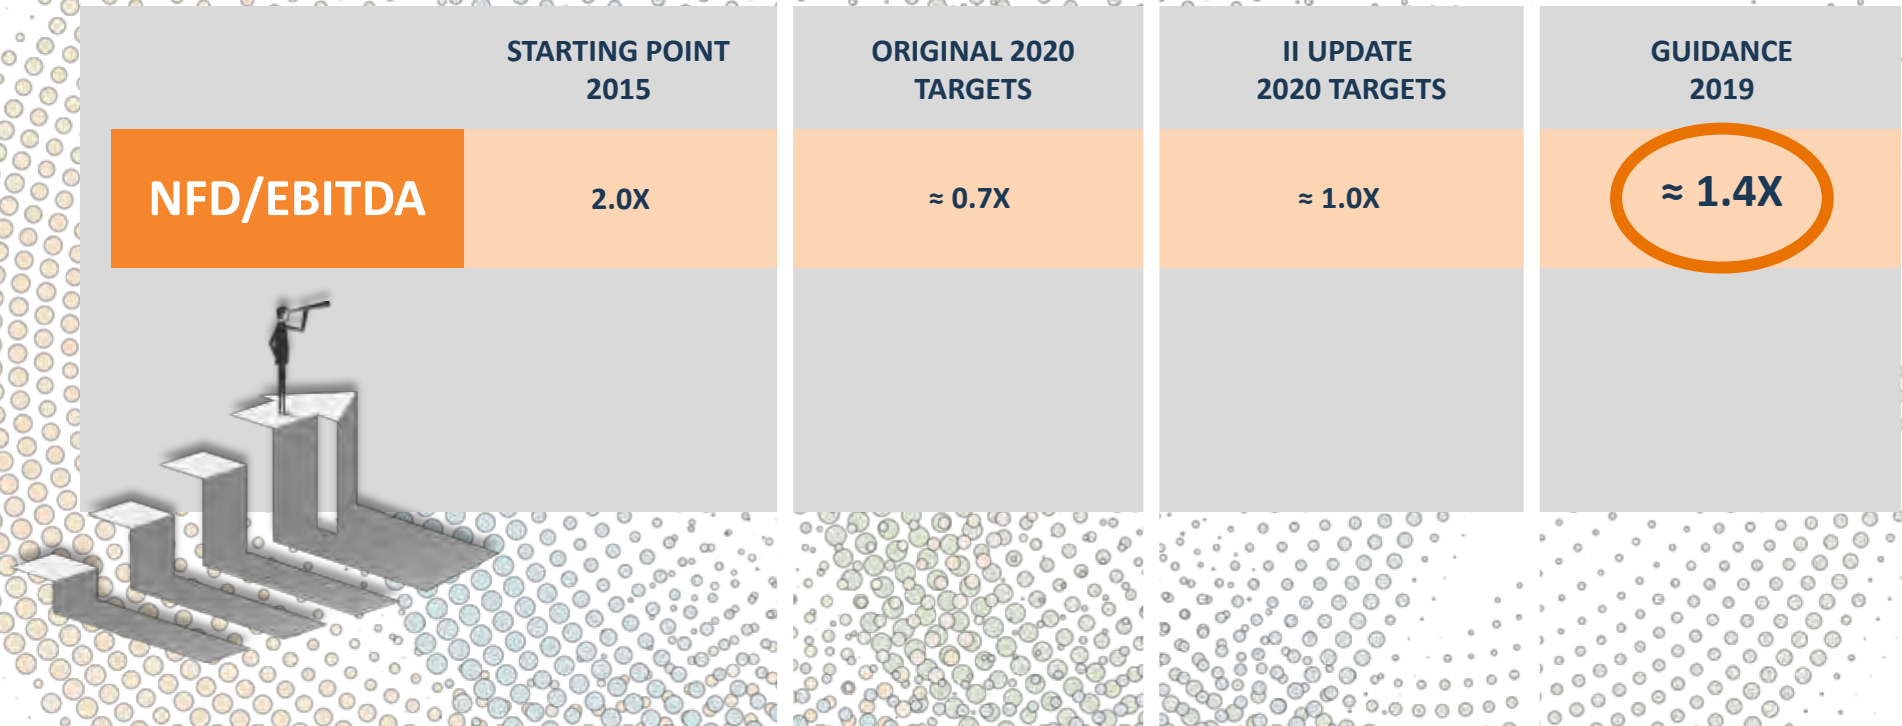 STARTING POINT
2015
ORIGINAL 2020
TARGETS
II UPDATE
2020 TARGETS
GUIDANCE
2019
NFD/EBITDA
2.0X
≈ 0.7X
≈ 1.0X
≈ 1.4X